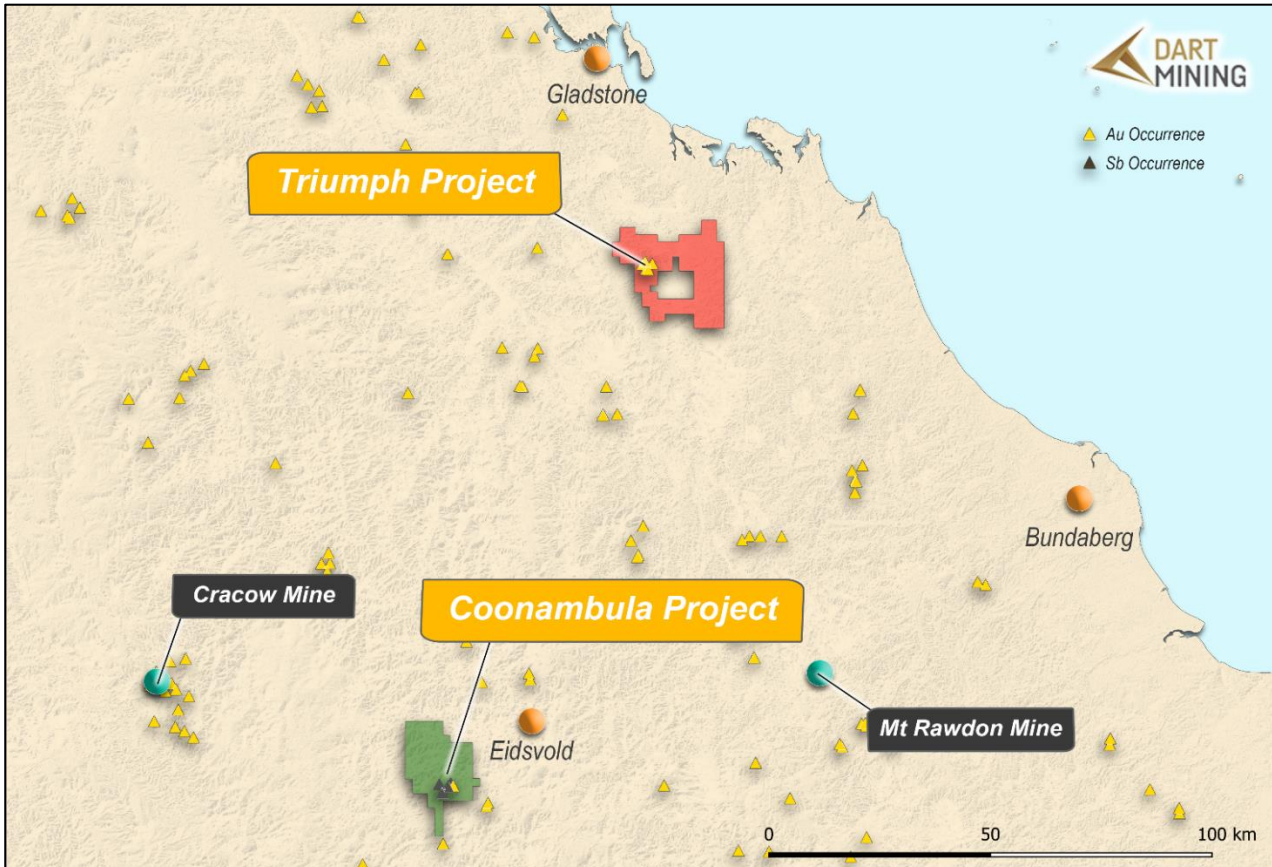 DART
MINING
Gladstone
Au Occurrence
Sb Occurrence
Triumph Project
Bundaberg
Cracow Mine
Coonambula Project
Eidsvold
Mt Rawdon Mine
0 50 100 km